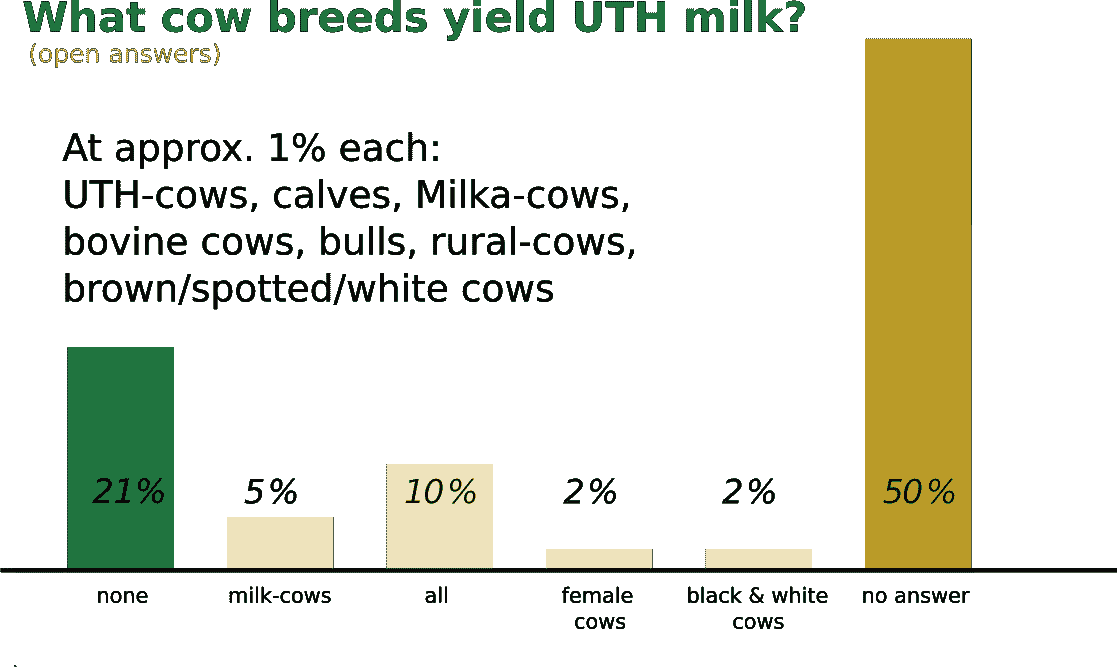 What cow breeds yield UTH milk?
(open answers)
At approx. 1% each:
UTH-cows, calves, Milka-cows,
bovine cows, bulls, rural-cows,
brown/spotted/white cows
21%
5%
10%
2%
2%
50%
none
milk-cows
all
female
cows
black & white
cows
no answer